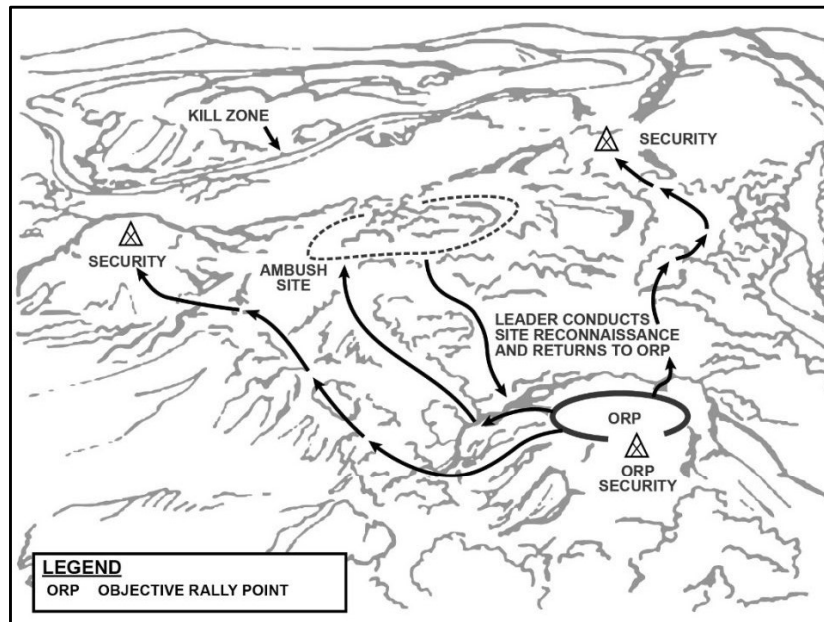 KILL ZONE
SECURITY
SECURITY
AMBUSH
SITE
LEADER CONDUCTS
SITE RECONNAISSANCE
AND RETURNS TO ORP
ORP
ORP
SECURITY
LEGEND
ORP OBJECTIVE RALLY POINT